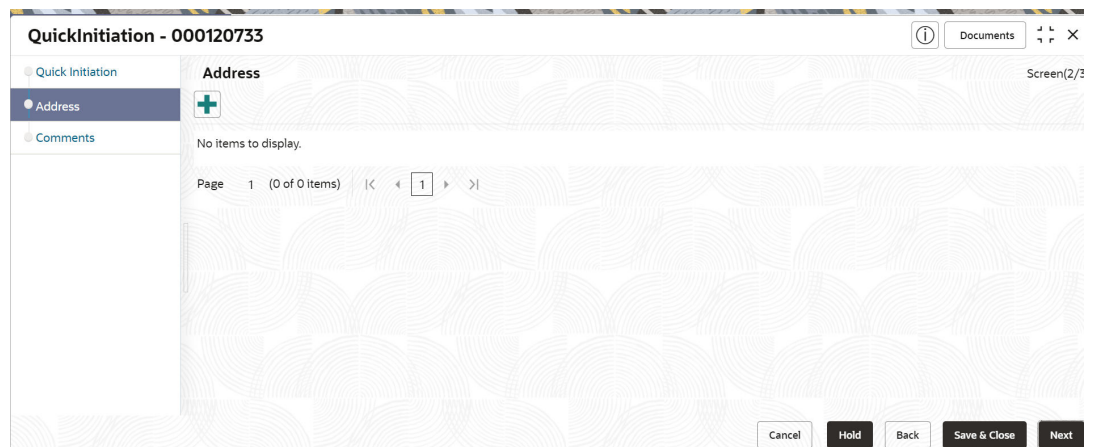 QuickInitiation - 000120733
Documents
Quick Initiation
Address
Comments
Address
Screen(2/3
No items to display.
Page 1 (0 of 0 items) 1
Cancel Hold Back Save & Close Next